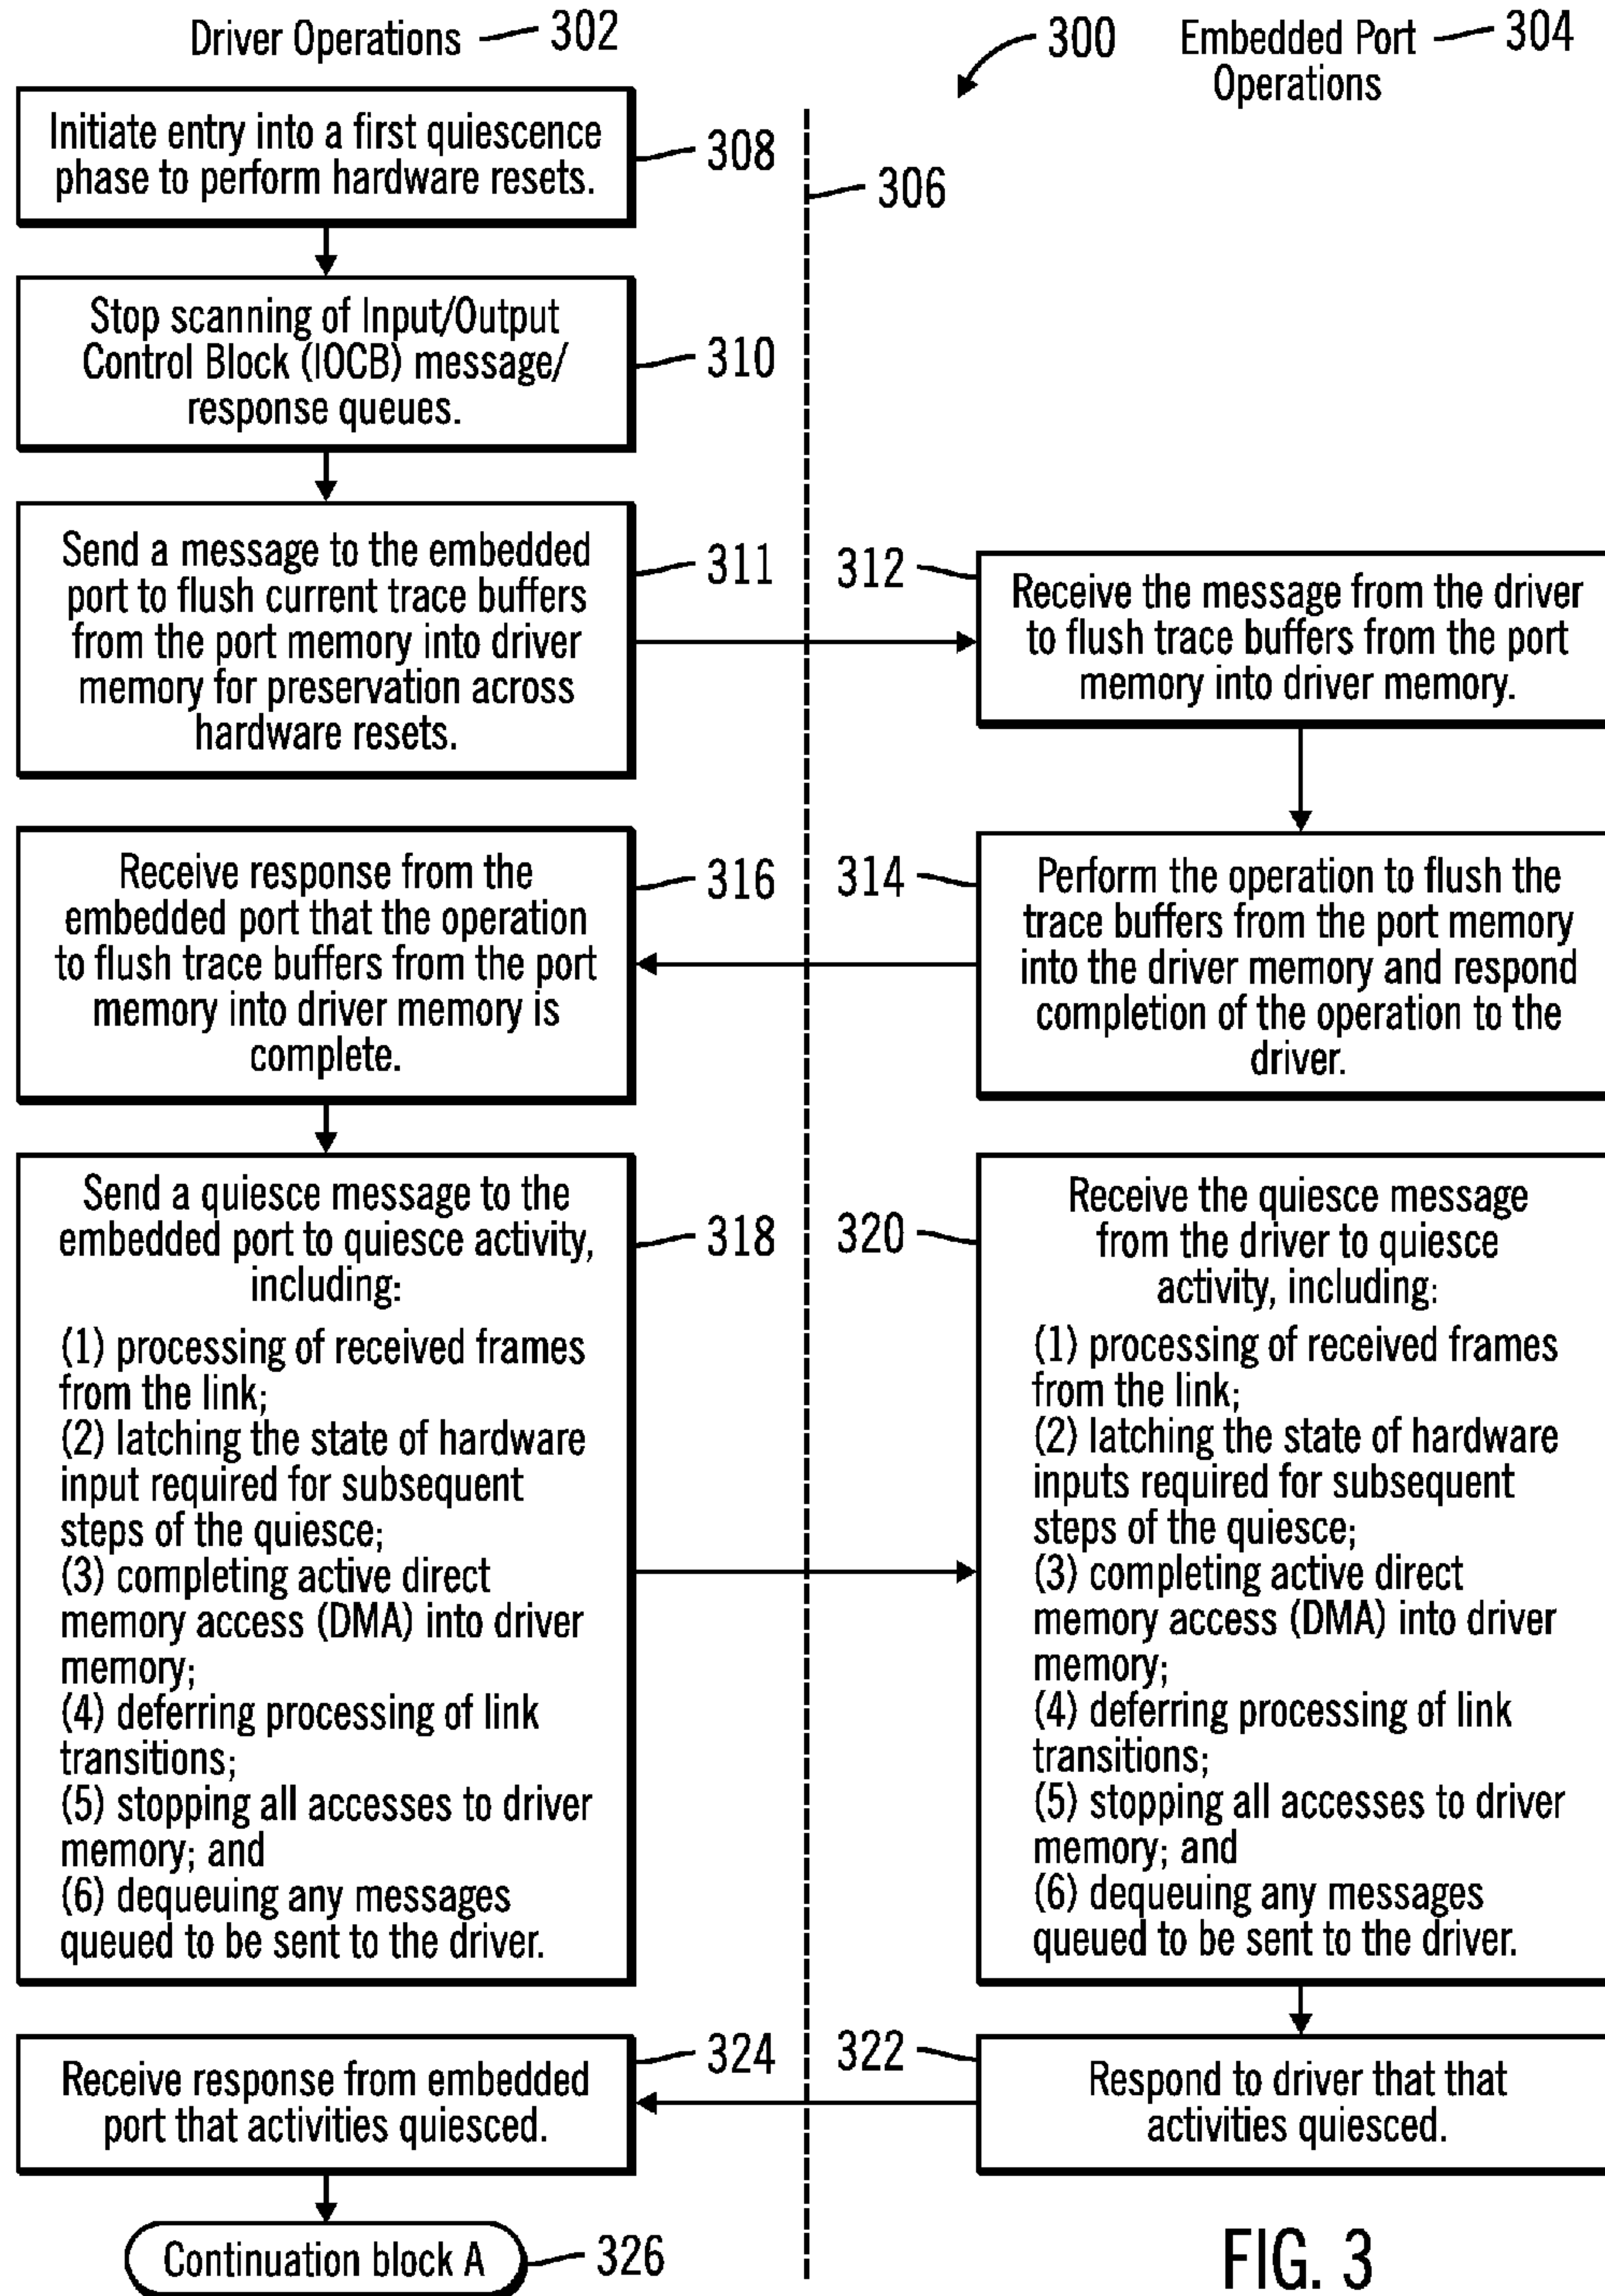 Driver Operations 302
300
Embedded Port 304
Operations
Initiate entry into a first quiescence
phase to perform hardware resets.
308
306
Stop scanning of Input/Output
Control Block (IOCB) message/
response queues.
310
Send a message to the embedded
port to flush current trace buffers
from the port memory into driver
memory for preservation across
hardware resets.
311
312
Receive the message from the driver
to flush trace buffers from the port
memory into driver memory.
Receive response from the
embedded port that the operation
to flush trace buffers from the port
memory into driver memory is
complete.
316
314
Perform the operation to flush the
trace buffers from the port memory
into the driver memory and respond
completion of the operation to the
driver.
Send a quiesce message to the
embedded port to quiesce activity,
including:
(1) processing of received frames
from the link;
(2) latching the state of hardware
input required for subsequent
steps of the quiesce;
(3) completing active direct
memory access (DMA) into driver
memory;
(4) deferring processing of link
transitions;
(5) stopping all accesses to driver
memory; and
(6) dequeuing any messages
queued to be sent to the driver.
318
320
Receive the quiesce message
from the driver to quiesce
activity, including:
(1) processing of received frames
from the link;
(2) latching the state of hardware
inputs required for subsequent
steps of the quiesce;
(3) completing active direct
memory access (DMA) into driver
memory;
(4) deferring processing of link
transitions;
(5) stopping all accesses to driver
memory; and
(6) dequeuing any messages
queued to be sent to the driver.
Receive response from embedded
port that activities quiesced.
324
322
Respond to driver that that
activities quiesced.
Continuation block A
326
FIG. 3